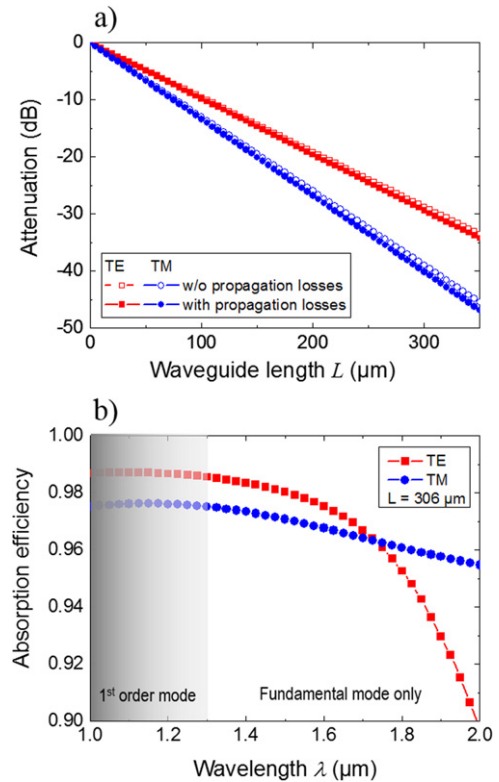 a)
0
-10
-20
-30
-40
-50
Attenuation (dB)
TE TM
w/o propagation losses
with propagation losses
0 100 200 300
Waveguide length L (μm)
b)
1.00
0.98
0.96
0.94
0.92
0.90
Absorption efficiency
TE
TM
L = 306 μm
1st order mode
Fundamental mode only
1.0 1.2 1.4 1.6 1.8 2.0
Wavelength λ (μm)